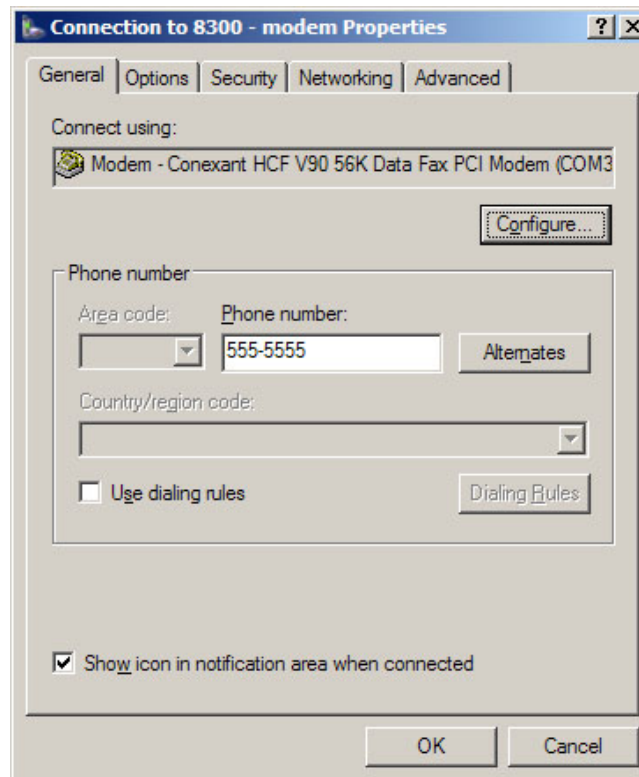 Connection to 8300 - modem Properties
General Options Security Networking Advanced
Connect using:
Modem - Conexant HCF V90 56K Data Fax PCI Modem (COM3
Configure...
Phone number
Area code: Phone number:
555-5555 Alternates
Country/region code:
Use dialing rules Dialing Rules
Show icon in notification area when connected
OK Cancel